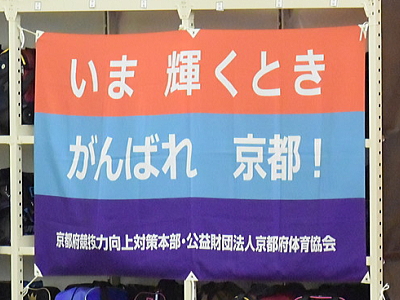 いま 輝くとき
がんばれ 京都！
京都府競技力向上対策本部・公益財団法人京都府体育協会